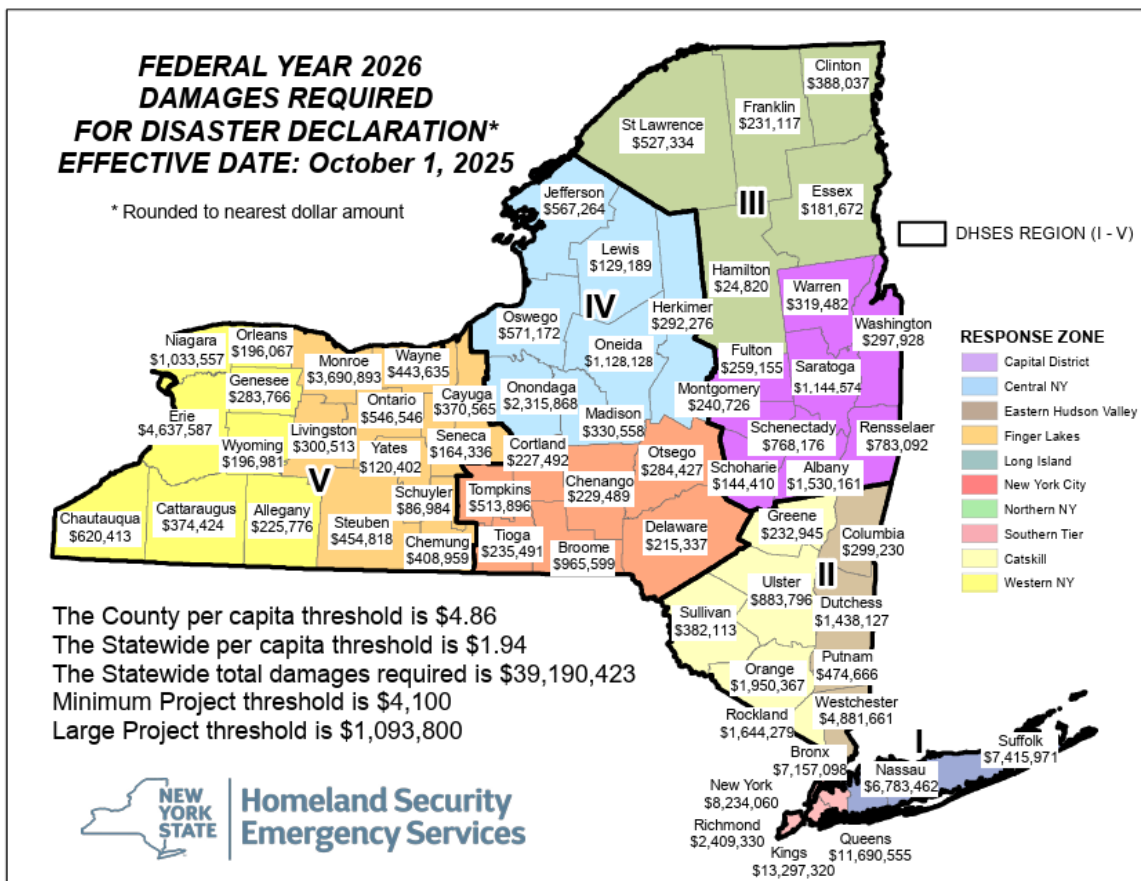 FEDERAL YEAR 2026
DAMAGES REQUIRED
FOR DISASTER DECLARATION*
EFFECTIVE DATE: October 1, 2025
* Rounded to nearest dollar amount
Clinton
$388,037
Franklin
$231,117
St Lawrence
$527,334
Essex
$181,672
III
Jefferson
$567,264
Lewis
$129,189
Hamilton
$24,820
DHSES REGION (I - V)
IV
Warren
$319,482
Herkimer
$292,276
Oswego
$571,172
Washington
$297,928
Oneida
$1,128,128
Niagara
$1,033,557
Orleans
$196,067
Monroe
$3,690,893
Wayne
$443,635
Fulton
$259,155
Saratoga
$1,144,574
Genesee
$283,766
Ontario
$546,546
Cayuga
$370,565
Onondaga
$2,315,868
Madison
$330,558
Montgomery
$240,726
Erie
$4,637,587
Livingston
$300,513
Seneca
$164,336
Cortland
$227,492
Schenectady
$768,176
Rensselaer
$783,092
Wyoming
$196,981
Yates
$120,402
Otsego
$284,427
Schoharie
$144,410
Albany
$1,530,161
V
Chenango
$229,489
Chautauqua
$620,413
Cattaraugus
$374,424
Allegany
$225,776
Steuben
$454,818
Schuyler
$86,984
Tompkins
$513,896
Chemung
$408,959
Tioga
$235,491
Broome
$965,599
Delaware
$215,337
Greene
$232,945
Columbia
$299,230
II
Ulster
$883,796
Sullivan
$382,113
Dutchess
$1,438,127
Putnam
$474,666
Orange
$1,950,367
Westchester
$4,881,661
Rockland
$1,644,279
Bronx
$7,157,098
I
Suffolk
$7,415,971
Nassau
$6,783,462
New York
$8,234,060
Richmond
$2,409,330
Kings
$13,297,320
Queens
$11,690,555
RESPONSE ZONE
Capital District
Central NY
Eastern Hudson Valley
Finger Lakes
Long Island
New York City
Northern NY
Southern Tier
Catskill
Western NY
The County per capita threshold is $4.86
The Statewide per capita threshold is $1.94
The Statewide total damages required is $39,190,423
Minimum Project threshold is $4,100
Large Project threshold is $1,093,800
NEW
YORK
STATE
Homeland Security
Emergency Services